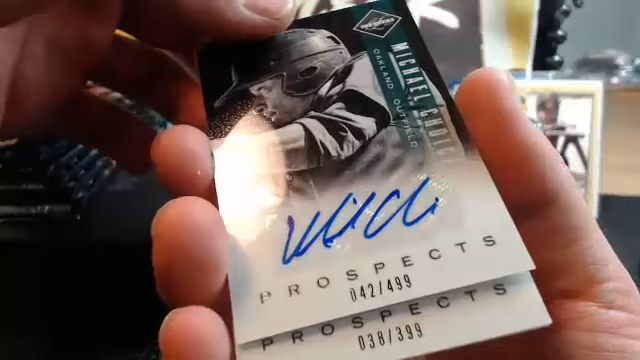 MICHAEL CHOICE
OAKLAND OUTFIELD
PROSPECTS
042/499
PROSPECTS
038/399